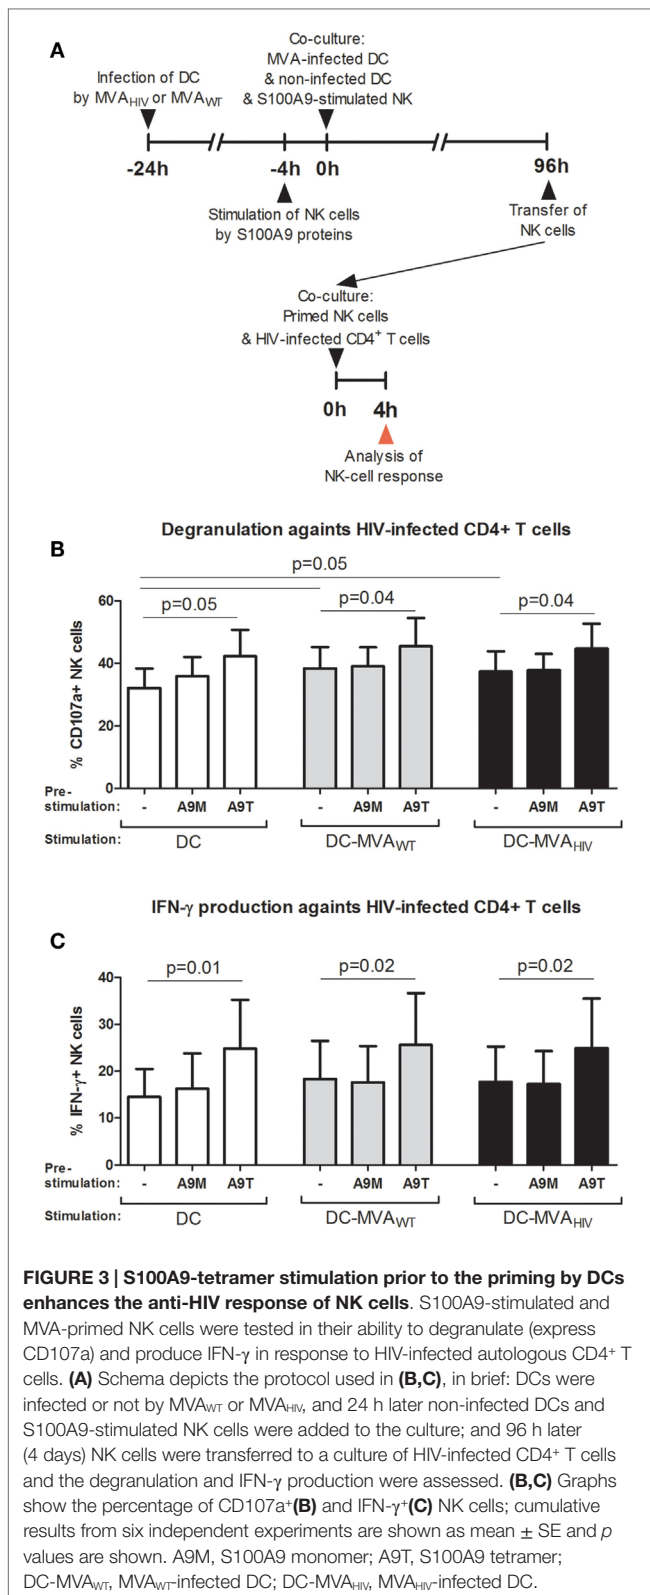 A
Co-culture:
MVA-infected DC
& non-infected DC
& S100A9-stimulated NK
Infection of DC
by MVAHIV or MVAWT
-24h
-4h
0h
96h
Stimulation of NK cells
by S100A9 proteins
Transfer of
NK cells
Co-culture:
Primed NK cells
& HIV-infected CD4+ T cells
0h
4h
Analysis of
NK-cell response
B
Degranulation againts HIV-infected CD4+ T cells
p=0.05
p=0.05
p=0.04
p=0.04
% CD107a+ NK cells
60
40
20
0
Pre-
stimulation: - A9M A9T - A9M A9T - A9M A9T
Stimulation: DC DC-MVAWT DC-MVAHIV
C
IFN-γ production againts HIV-infected CD4+ T cells
p=0.01
p=0.02
p=0.02
% IFN-γ+ NK cells
40
30
20
10
0
Pre-
stimulation: - A9M A9T - A9M A9T - A9M A9T
Stimulation: DC DC-MVAWT DC-MVAHIV
FIGURE 3 | S100A9-tetramer stimulation prior to the priming by DCs
enhances the anti-HIV response of NK cells. S100A9-stimulated and
MVA-primed NK cells were tested in their ability to degranulate (express
CD107a) and produce IFN-γ in response to HIV-infected autologous CD4+ T
cells. (A) Schema depicts the protocol used in (B,C), in brief: DCs were
infected or not by MVAWT or MVAHIV, and 24 h later non-infected DCs and
S100A9-stimulated NK cells were added to the culture; and 96 h later
(4 days) NK cells were transferred to a culture of HIV-infected CD4+ T cells
and the degranulation and IFN-γ production were assessed. (B,C) Graphs
show the percentage of CD107a+(B) and IFN-γ+(C) NK cells; cumulative
results from six independent experiments are shown as mean ± SE and p
values are shown. A9M, S100A9 monomer; A9T, S100A9 tetramer;
DC-MVAWT, MVAWT-infected DC; DC-MVAHIV, MVAHIV-infected DC.